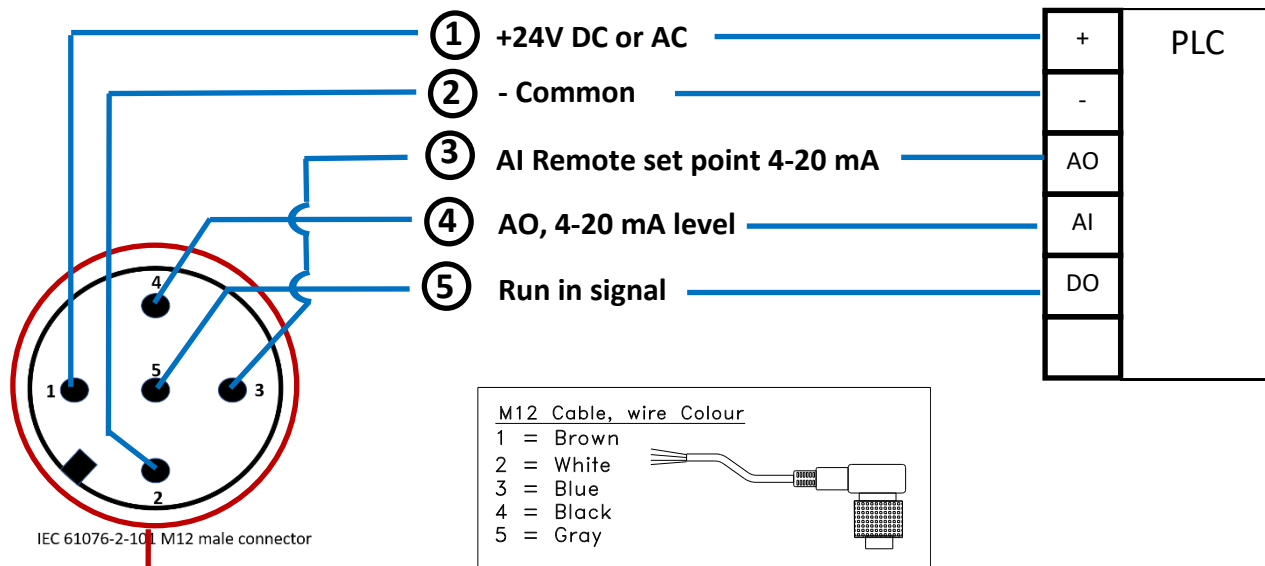 1 +24V DC or AC
+
PLC
2 - Common
-
3 AI Remote set point 4-20 mA
AO
4 AO, 4-20 mA level
AI
5 Run in signal
DO
4
5
1
3
2
IEC 61076-2-101 M12 male connector
M12 Cable, wire Colour
1 = Brown
2 = White
3 = Blue
4 = Black
5 = Gray